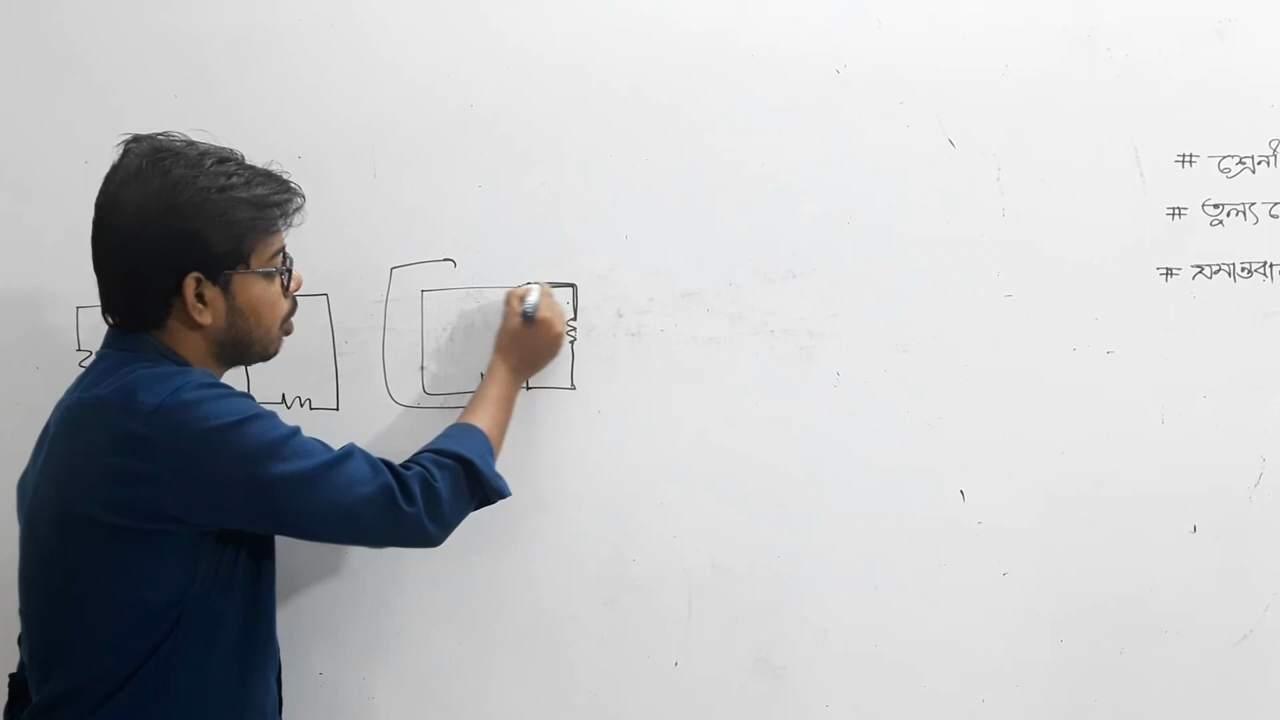 # শ্রেনী
# তুল্য
# সমান্তরা